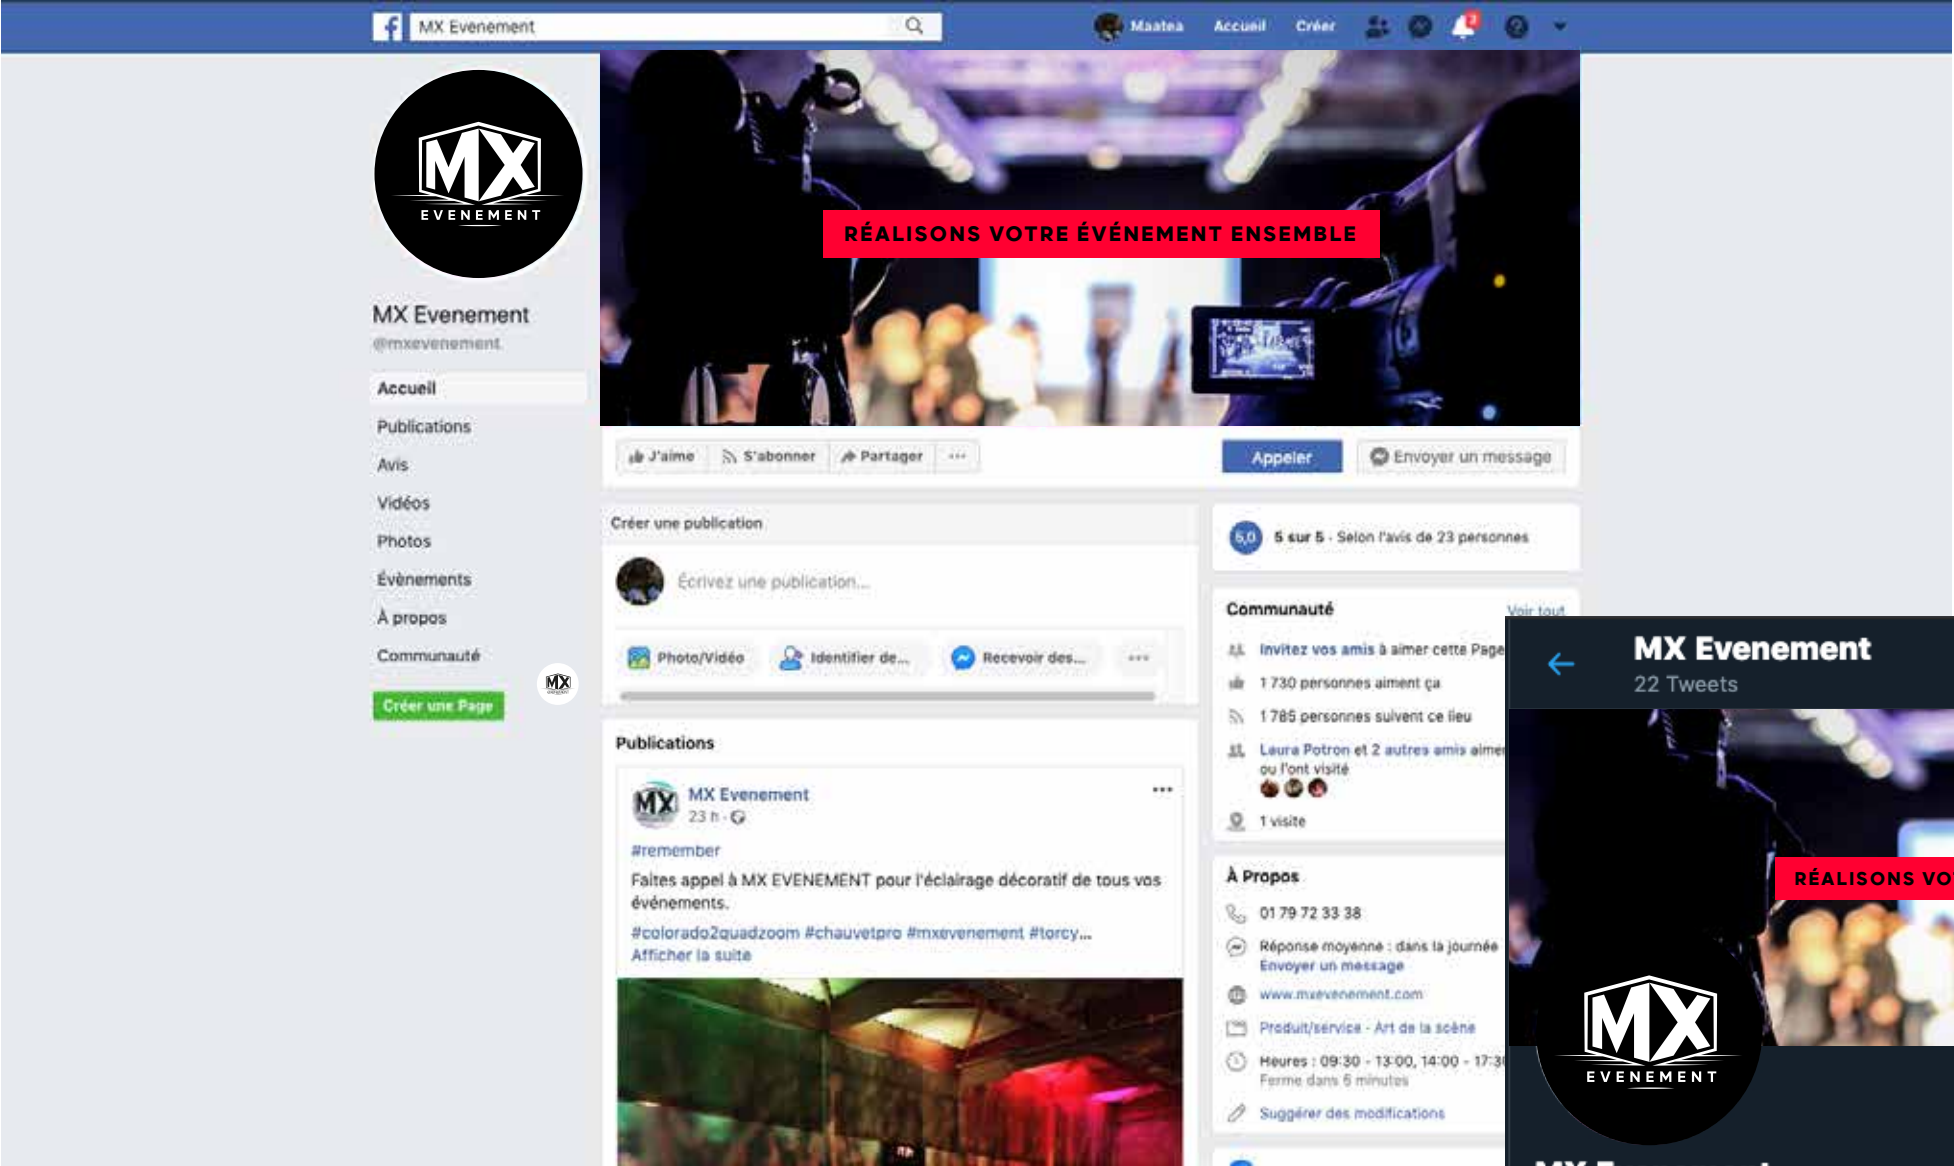 MX Evenement
Maatea
Accueil
Créer
2
MX
EVENEMENT
RÉALISONS VOTRE ÉVÉNEMENT ENSEMBLE
MX Evenement
@mxevenement
Accueil
Publications
Avis
Vidéos
Photos
Évènements
À propos
Communauté
Créer une Page
MX
J'aime
S'abonner
Partager
Appeler
Envoyer un message
Créer une publication
Écrivez une publication...
Photo/Vidéo
Identifier de...
Recevoir des...
Publications
MX
MX Evenement
23 h ·
#remember
Faites appel à MX EVENEMENT pour l'éclairage décoratif de tous vos
événements.
#colorado2quadzoom #chauvetpro #mxevenement #torcy...
Afficher la suite
5,0
5 sur 5 · Selon l'avis de 23 personnes
Communauté
Voir tout
Invitez vos amis à aimer cette Page
1 730 personnes aiment ça
1 785 personnes suivent ce lieu
Laura Potron et 2 autres amis aimen
ou l'ont visité
1 visite
À Propos
01 79 72 33 38
Réponse moyenne : dans la journée
Envoyer un message
www.mxevenement.com
Produit/service · Art de la scène
Heures : 09:30 - 13:00, 14:00 - 17:30
Ferme dans 6 minutes
Suggérer des modifications
MX Evenement
22 Tweets
RÉALISONS VO
MX
EVENEMENT